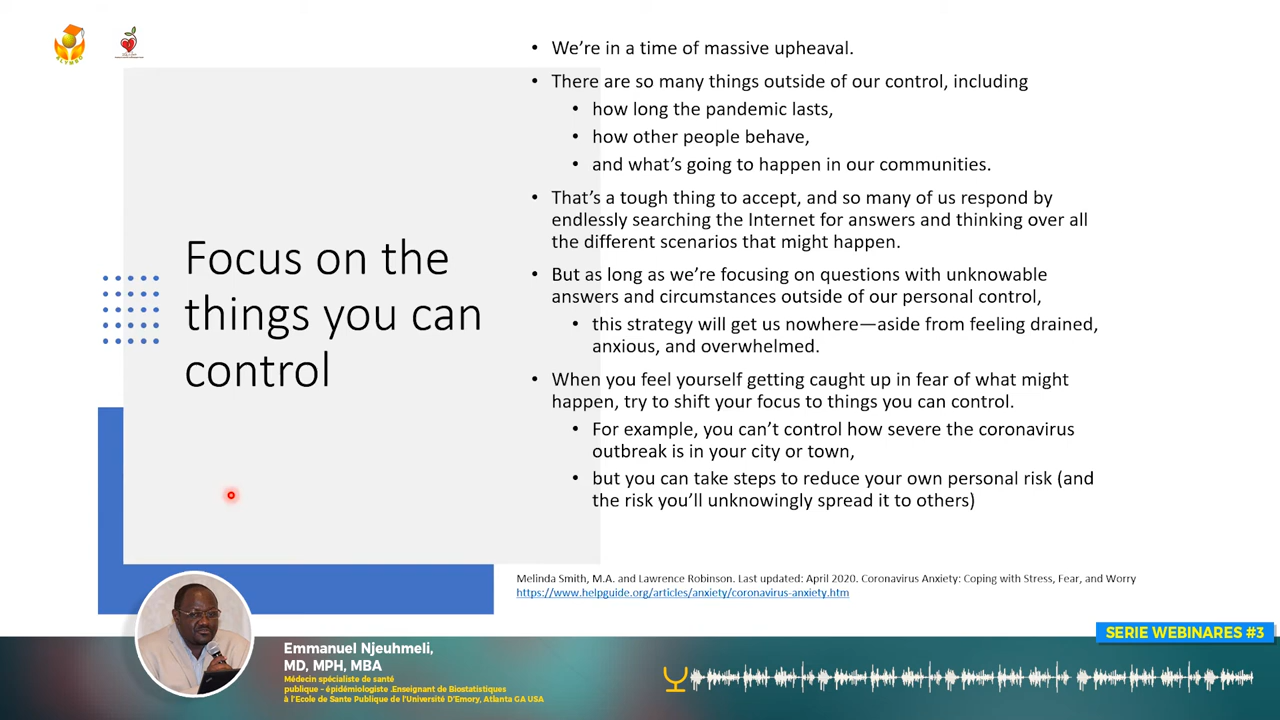 ALYMBO
Focus on the
things you can
control
• We’re in a time of massive upheaval.
• There are so many things outside of our control, including
• how long the pandemic lasts,
• how other people behave,
• and what’s going to happen in our communities.
• That’s a tough thing to accept, and so many of us respond by
endlessly searching the Internet for answers and thinking over all
the different scenarios that might happen.
• But as long as we’re focusing on questions with unknowable
answers and circumstances outside of our personal control,
• this strategy will get us nowhere—aside from feeling drained,
anxious, and overwhelmed.
• When you feel yourself getting caught up in fear of what might
happen, try to shift your focus to things you can control.
• For example, you can’t control how severe the coronavirus
outbreak is in your city or town,
• but you can take steps to reduce your own personal risk (and
the risk you’ll unknowingly spread it to others)
Melinda Smith, M.A. and Lawrence Robinson. Last updated: April 2020. Coronavirus Anxiety: Coping with Stress, Fear, and Worry
https://www.helpguide.org/articles/anxiety/coronavirus-anxiety.htm
SERIE WEBINARES #3
Emmanuel Njeuhmeli,
MD, MPH, MBA
Médecin spécialiste de santé
publique - épidémiologiste .Enseignant de Biostatistiques
à l’Ecole de Sante Publique de l’Université D’Emory, Atlanta GA USA